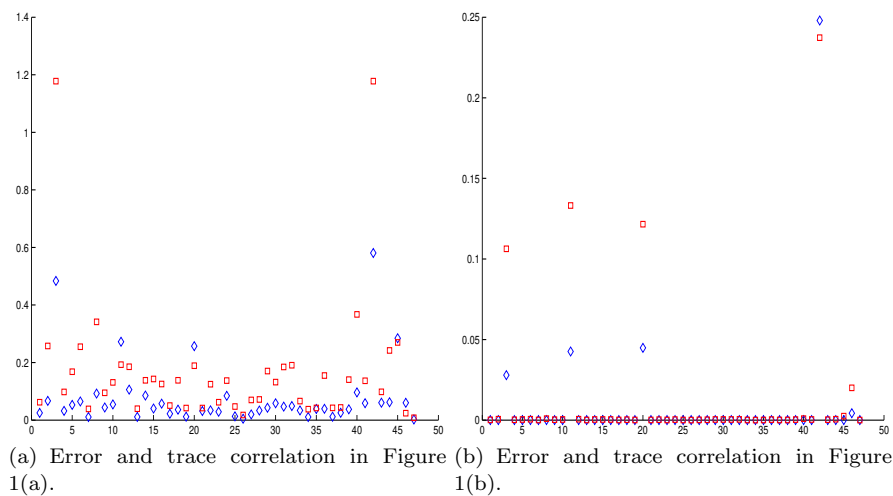 1.4
1.2
1
0.8
0.6
0.4
0.2
0
0 5 10 15 20 25 30 35 40 45 50
0.25
0.2
0.15
0.1
0.05
0
0 5 10 15 20 25 30 35 40 45 50
(a) Error and trace correlation in Figure
1(a).
(b) Error and trace correlation in Figure
1(b).